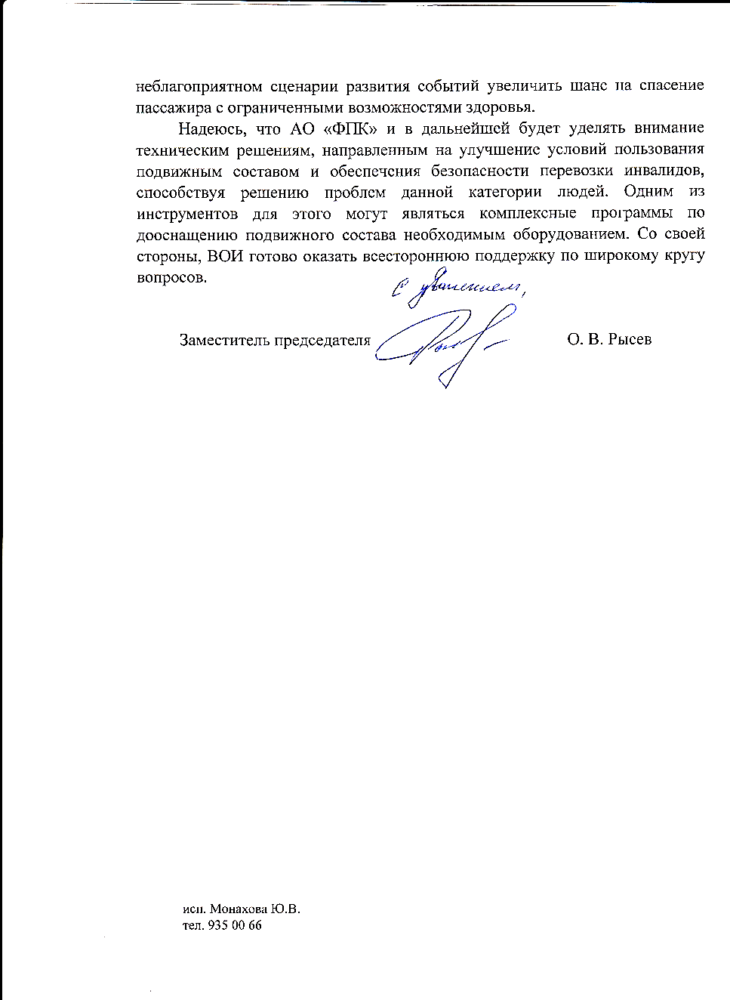 неблагоприятном сценарии развития событий увеличить шанс на спасение
пассажира с ограниченными возможностями здоровья.
Надеюсь, что АО «ФПК» и в дальнейшей будет уделять внимание
техническим решениям, направленным на улучшение условий пользования
подвижным составом и обеспечения безопасности перевозки инвалидов,
способствуя решению проблем данной категории людей. Одним из
инструментов для этого могут являться комплексные программы по
дооснащению подвижного состава необходимым оборудованием. Со своей
стороны, ВОИ готово оказать всестороннюю поддержку по широкому кругу
вопросов.
С уважением,
Заместитель председателя О. В. Рысев
исп. Монахова Ю.В.
тел. 935 00 66